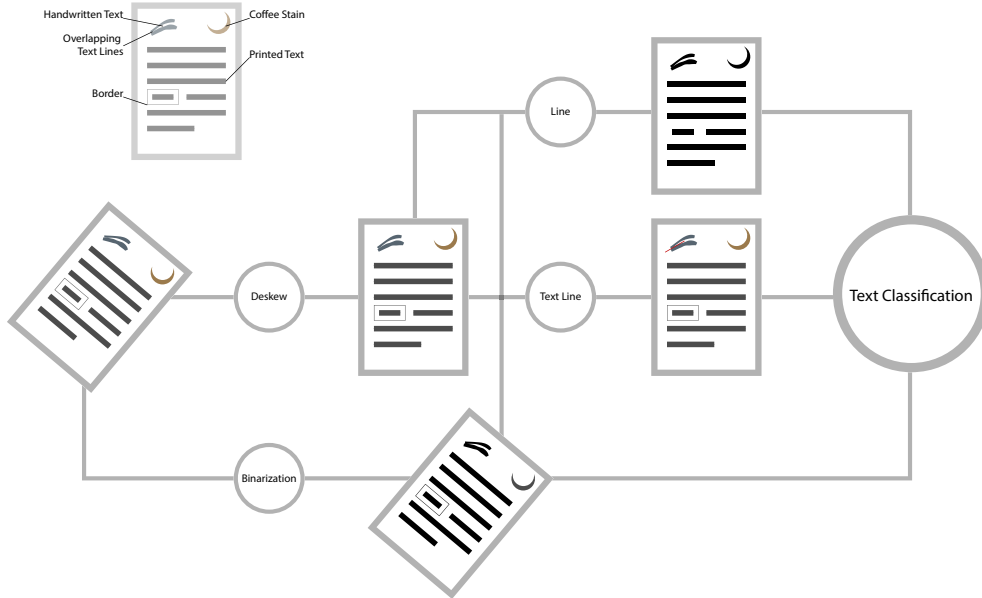 Handwritten Text
Coffee Stain
Overlapping
Text Lines
Printed Text
Border
Line
Deskew
Text Line
Text Classification
Binarization